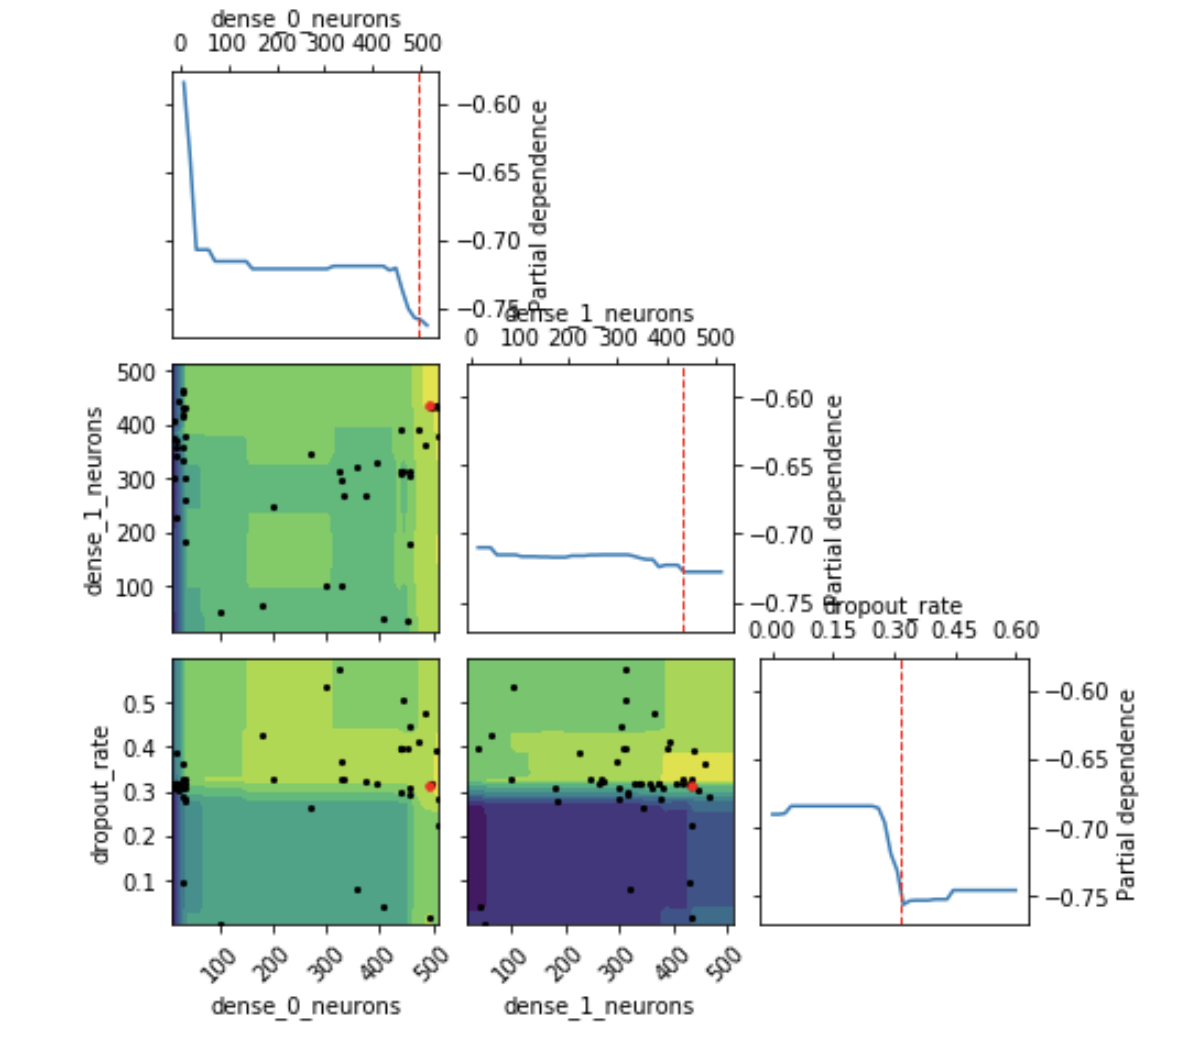 dense_0_neurons
0 100 200 300 400 500
−0.60
−0.65
−0.70
−0.75
Partial dependence
dense_1_neurons
0 100 200 300 400 500
500
400
300
200
100
dense_1_neurons
−0.60
−0.65
−0.70
−0.75
Partial dependence
dropout_rate
0.00 0.15 0.30 0.45 0.60
0.5
0.4
0.3
0.2
0.1
dropout_rate
−0.60
−0.65
−0.70
−0.75
Partial dependence
100 200 300 400 500
dense_0_neurons
100 200 300 400 500
dense_1_neurons